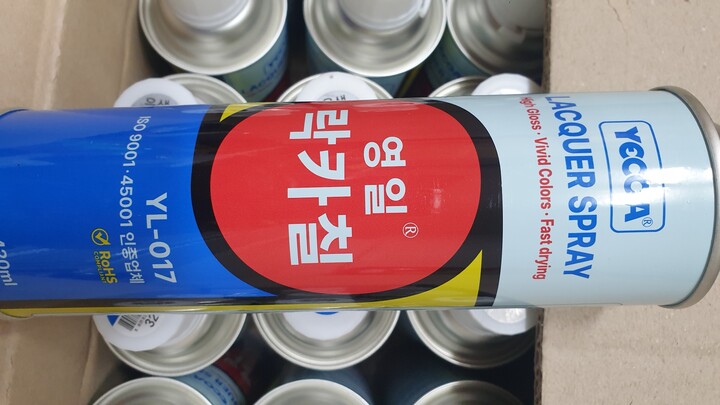 YeCCA®
LACQUER SPRAY
High Gloss · Vivid Colors · Fast drying
영일®
락카칠
YL-017
ISO 9001 · 45001 인증업체
RoHS
COMPLIANT
420ml